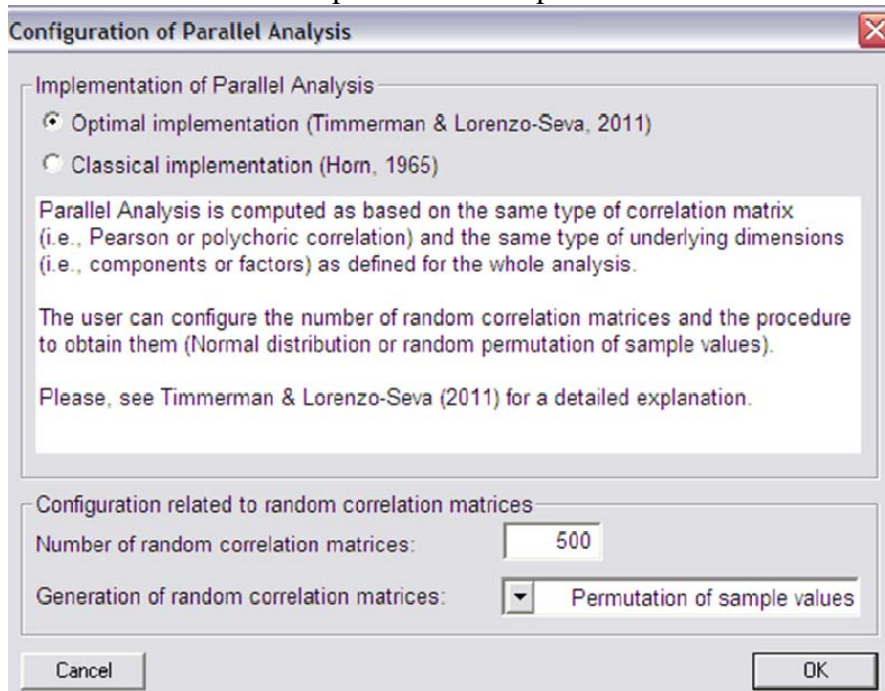 Configuration of Parallel Analysis
Implementation of Parallel Analysis
Optimal implementation (Timmerman & Lorenzo-Seva, 2011)
Classical implementation (Horn, 1965)
Parallel Analysis is computed as based on the same type of correlation matrix
(i.e., Pearson or polychoric correlation) and the same type of underlying dimensions
(i.e., components or factors) as defined for the whole analysis.
The user can configure the number of random correlation matrices and the procedure
to obtain them (Normal distribution or random permutation of sample values).
Please, see Timmerman & Lorenzo-Seva (2011) for a detailed explanation.
Configuration related to random correlation matrices
Number of random correlation matrices: 500
Generation of random correlation matrices: Permutation of sample values
Cancel OK